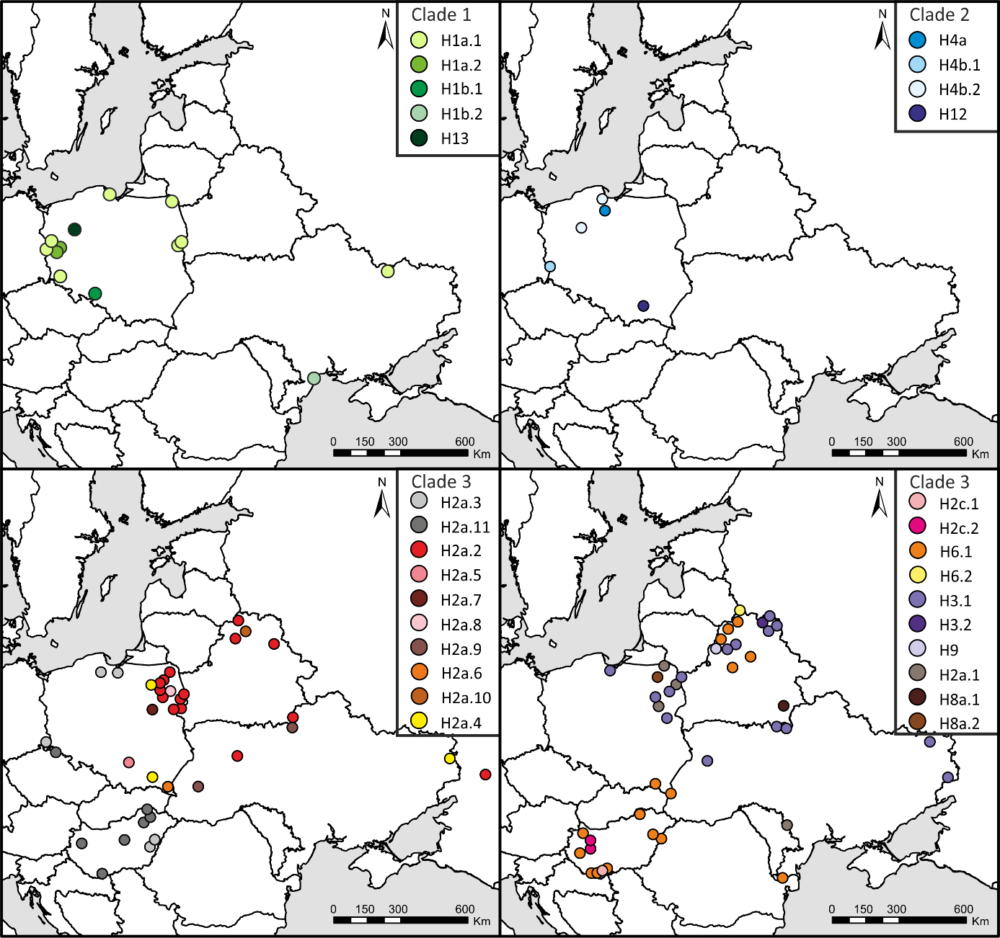 Clade 1
N
H1a.1
H1a.2
H1b.1
H1b.2
H13
0 150 300 600
Km
Clade 2
N
H4a
H4b.1
H4b.2
H12
0 150 300 600
Km
Clade 3
N
H2a.3
H2a.11
H2a.2
H2a.5
H2a.7
H2a.8
H2a.9
H2a.6
H2a.10
H2a.4
0 150 300 600
Km
Clade 3
N
H2c.1
H2c.2
H6.1
H6.2
H3.1
H3.2
H9
H2a.1
H8a.1
H8a.2
0 150 300 600
Km